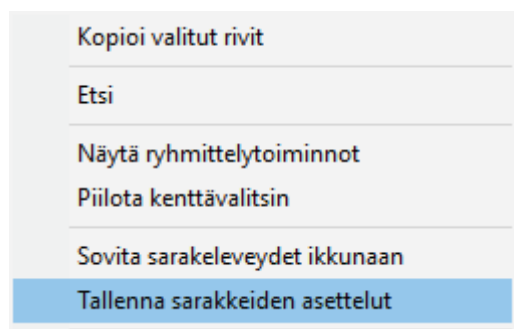 Kopioi valitut rivit
Etsi
Näytä ryhmittelytoiminnot
Piilota kenttävalitsin
Sovita sarakeleveydet ikkunaan
Tallenna sarakkeiden asettelut